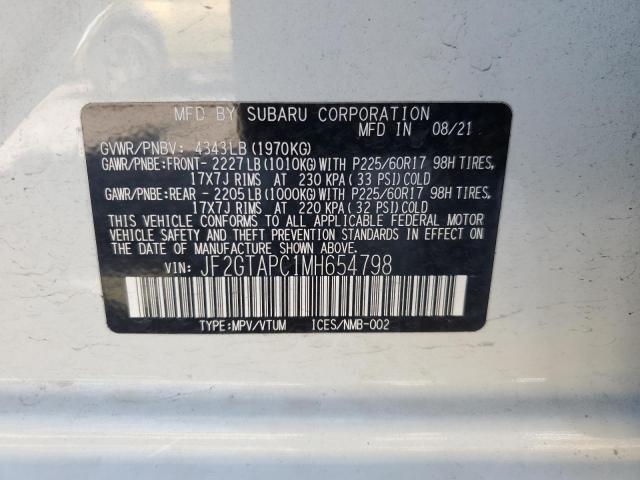 MFD BY SUBARU CORPORATION
MFD IN 08/21
GVWR/PNBV: 4343LB(1970KG)
GAWR/PNBE:FRONT- 2227LB(1010KG)WITH P225/60R17 98H TIRES,
17X7J RIMS AT 230 KPA(33 PSI)COLD
GAWR/PNBE:REAR - 2205LB(1000KG)WITH P225/60R17 98H TIRES,
17X7J RIMS AT 220 KPA(32 PSI)COLD
THIS VEHICLE CONFORMS TO ALL APPLICABLE FEDERAL MOTOR
VEHICLE SAFETY AND THEFT PREVENTION STANDARDS IN EFFECT
ON THE DATE OF MANUFACTURE SHOWN ABOVE.
VIN: JF2GTAPC1MH654798
TYPE:MPV/VTUM ICES/NMB-002